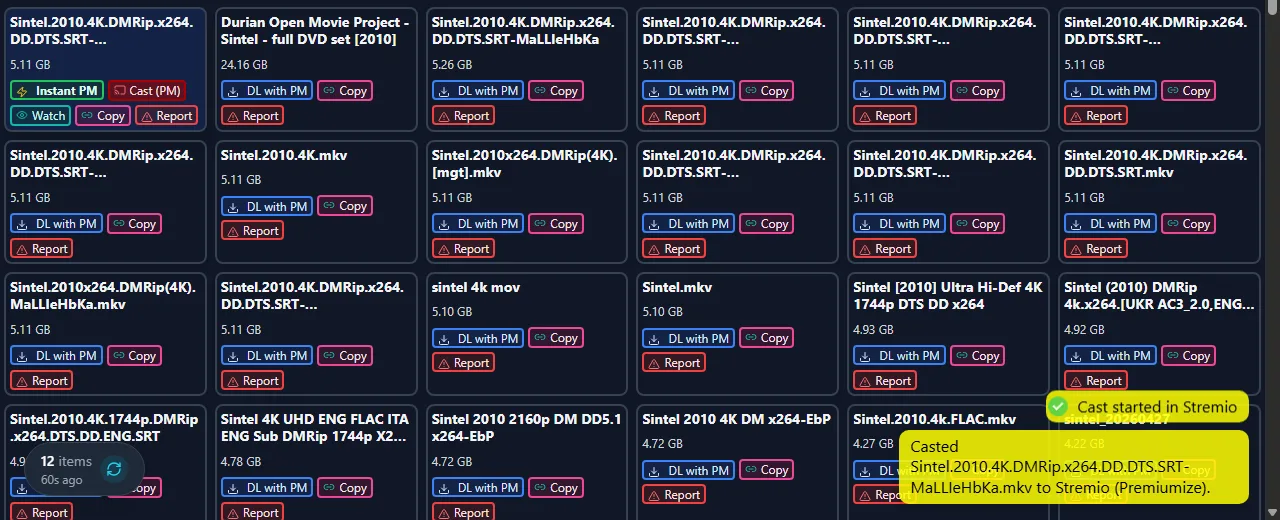 Sintel.2010.4K.DMRip.x264.
DD.DTS.SRT-...
5.11 GB
Instant PM
Cast (PM)
Watch
Copy
Report
Durian Open Movie Project -
Sintel - full DVD set [2010]
24.16 GB
DL with PM
Copy
Report
Sintel.2010.4K.DMRip.x264.
DD.DTS.SRT-MaLLIeHbKa
5.26 GB
DL with PM
Copy
Report
Sintel.2010.4K.DMRip.x264.
DD.DTS.SRT-...
5.11 GB
DL with PM
Copy
Report
Sintel.2010.4K.DMRip.x264.
DD.DTS.SRT-...
5.11 GB
DL with PM
Copy
Report
Sintel.2010.4K.DMRip.x264.
DD.DTS.SRT-...
5.11 GB
DL with PM
Copy
Report
Sintel.2010.4K.DMRip.x264.
DD.DTS.SRT-...
5.11 GB
DL with PM
Copy
Report
Sintel.2010.4K.mkv
5.11 GB
DL with PM
Copy
Report
Sintel.2010x264.DMRip(4K).
[mgt].mkv
5.11 GB
DL with PM
Copy
Report
Sintel.2010.4K.DMRip.x264.
DD.DTS.SRT-...
5.11 GB
DL with PM
Copy
Report
Sintel.2010.4K.DMRip.x264.
DD.DTS.SRT-...
5.11 GB
DL with PM
Copy
Report
Sintel.2010.4K.DMRip.x264.
DD.DTS.SRT.mkv
5.11 GB
DL with PM
Copy
Report
Sintel.2010x264.DMRip(4K).
MaLLIeHbKa.mkv
5.11 GB
DL with PM
Copy
Report
Sintel.2010.4K.DMRip.x264.
DD.DTS.SRT-...
5.11 GB
DL with PM
Copy
Report
sintel 4k mov
5.10 GB
DL with PM
Copy
Report
Sintel.mkv
5.10 GB
DL with PM
Copy
Report
Sintel [2010] Ultra Hi-Def 4K
1744p DTS DD x264
4.93 GB
DL with PM
Copy
Report
Sintel (2010) DMRip
4k.x264.[UKR AC3_2.0,ENG...
4.92 GB
DL with PM
Copy
Report
Sintel.2010.4K.1744p.DMRip
.x264.DTS.DD.ENG.SRT
Copy
Report
Sintel 4K UHD ENG FLAC ITA
ENG Sub DMRip 1744p X2...
4.78 GB
DL with PM
Copy
Report
Sintel 2010 2160p DM DD5.1
x264-EbP
4.72 GB
DL with PM
Copy
Report
Sintel 2010 4K DM x264-EbP
4.72 GB
DL with PM
Copy
Report
Sintel.2010.4k.FLAC.mkv
4.27 GB
sintel_20260427
4.22 GB
12 items
60s ago
Cast started in Stremio
Casted
Sintel.2010.4K.DMRip.x264.DD.DTS.SRT-
MaLLIeHbKa.mkv to Stremio (Premiumize).